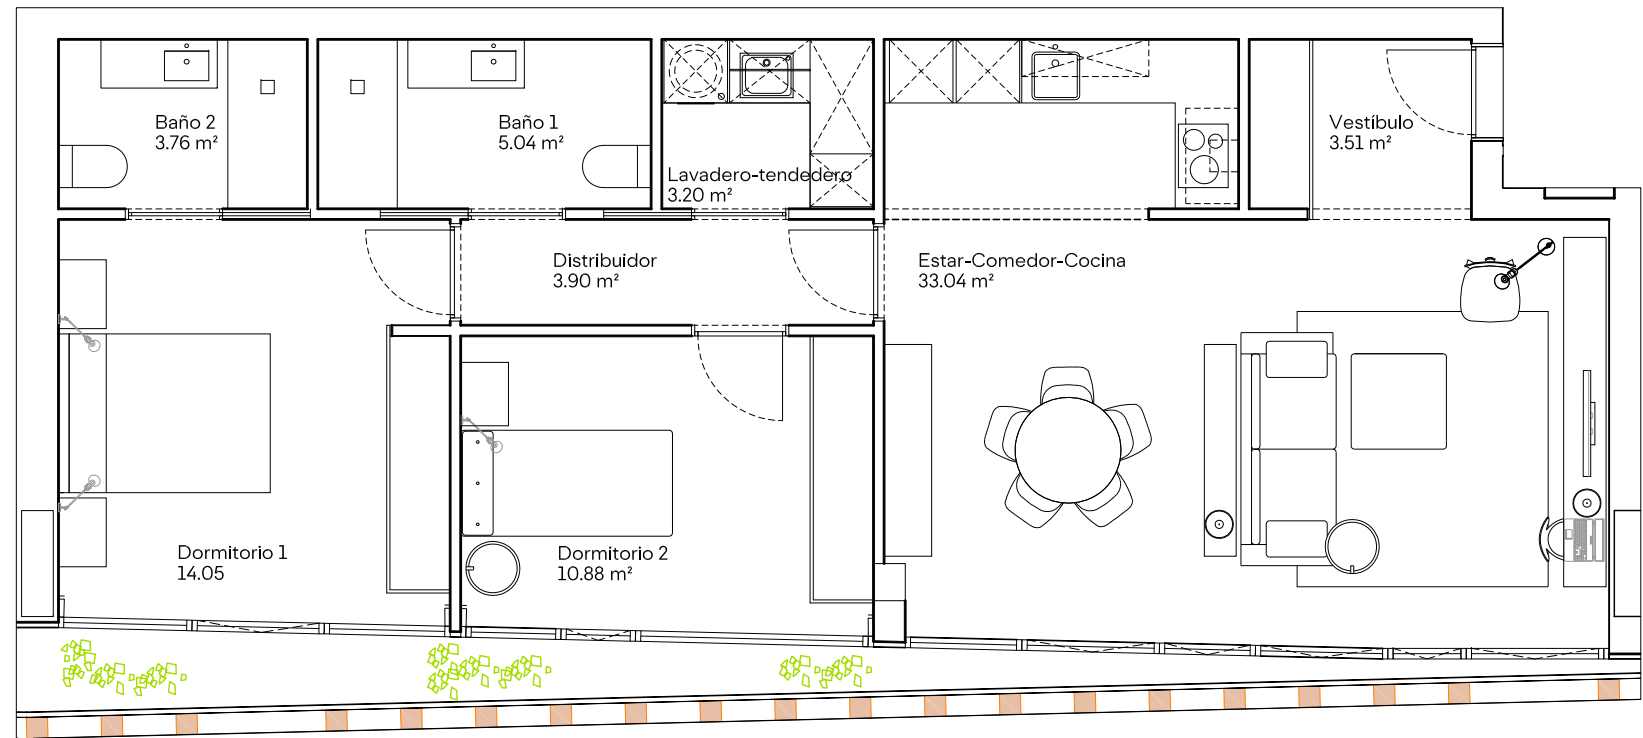 Baño 2
3.76 m²
Baño 1
5.04 m²
Lavadero-tendedero
3.20 m²
Vestíbulo
3.51 m²
Distribuidor
3.90 m²
Estar-Comedor-Cocina
33.04 m²
Dormitorio 1
14.05
Dormitorio 2
10.88 m²